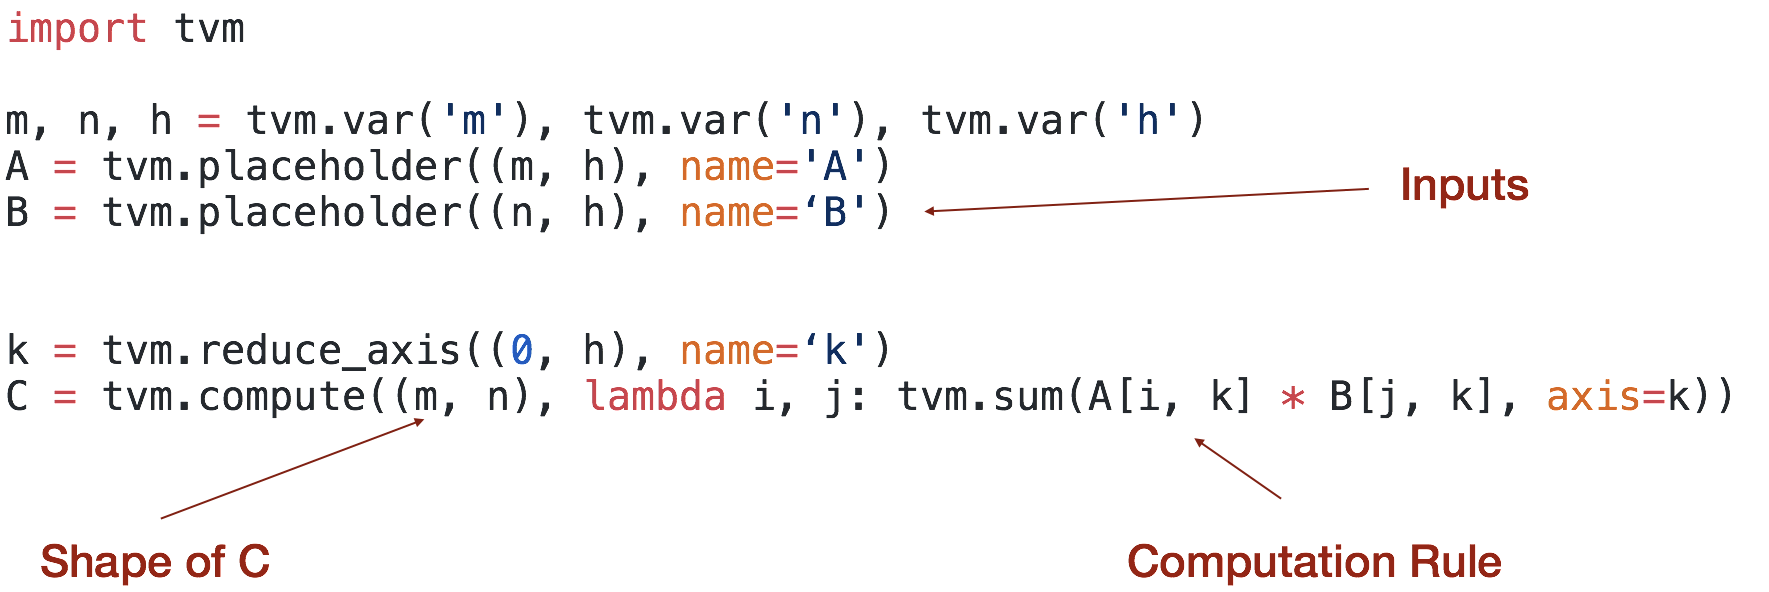 import tvm
m, n, h = tvm.var('m'), tvm.var('n'), tvm.var('h')
A = tvm.placeholder((m, h), name='A')
B = tvm.placeholder((n, h), name=‘B')
Inputs
k = tvm.reduce_axis((0, h), name=‘k')
C = tvm.compute((m, n), lambda i, j: tvm.sum(A[i, k] * B[j, k], axis=k))
Shape of C
Computation Rule